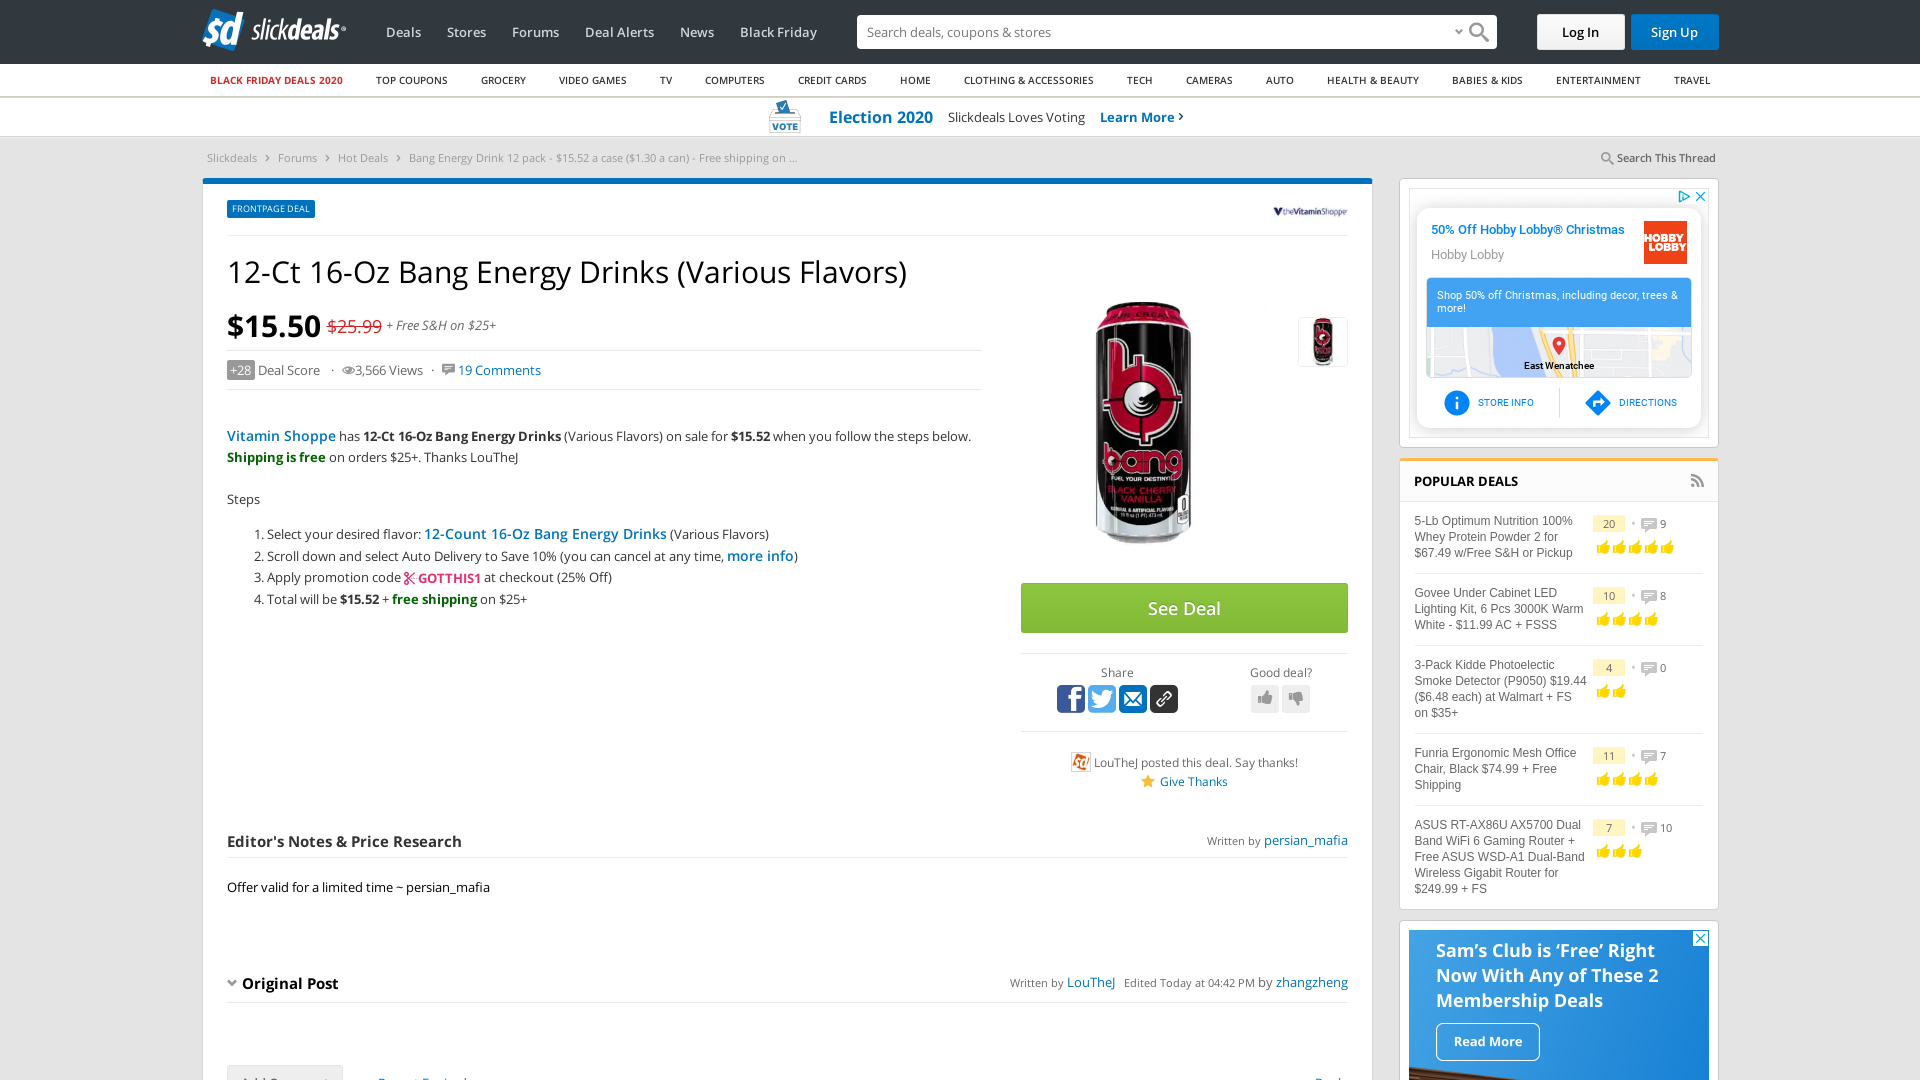 sd slickdeals
Deals Stores Forums Deal Alerts News Black Friday
Search deals, coupons & shopping
Log In Sign Up
BLACK FRIDAY DEALS 2020 TOP COUPONS GROCERY VIDEO GAMES TV COMPUTERS CREDIT CARDS HOME CLOTHING & ACCESSORIES TECH CAMERAS AUTO HEALTH & BEAUTY BABIES & KIDS ENTERTAINMENT TRAVEL
VOTE Election 2020 Slickdeals Loves Voting Learn More
Slickdeals Forums Hot Deals Bang Energy Drink 12 pack - $15.52 a case ($1.30 a can) - Free shipping on ...
Search This Thread
FRONTPAGE DEAL
theVitaminShoppe
12-Ct 16-Oz Bang Energy Drinks (Various Flavors)
$15.50 $25.99 + Free S&H on $25+
+28 Deal Score · 3,566 Views · 19 Comments
Vitamin Shoppe has 12-Ct 16-Oz Bang Energy Drinks (Various Flavors) on sale for $15.52 when you follow the steps below.
Shipping is free on orders $25+. Thanks LouTheJ
Steps
1. Select your desired flavor: 12-Count 16-Oz Bang Energy Drinks (Various Flavors)
2. Scroll down and select Auto Delivery to Save 10% (you can cancel at any time, more info)
3. Apply promotion code GOTTHIS1 at checkout (25% Off)
4. Total will be $15.52 + free shipping on $25+
bang
FUEL YOUR DESTINY!
BLACK CHERRY
VANILLA
See Deal
Share
Good deal?
LouTheJ posted this deal. Say thanks!
Give Thanks
Editor's Notes & Price Research
Written by persian_mafia
Offer valid for a limited time ~ persian_mafia
Original Post
Written by LouTheJ Edited Today at 04:42 PM by zhangzheng
50% Off Hobby Lobby® Christmas
Hobby Lobby
HOBBY
LOBBY
Shop 50% off Christmas, including decor, trees &
more!
East Wenatchee
STORE INFO
DIRECTIONS
POPULAR DEALS
5-Lb Optimum Nutrition 100%
Whey Protein Powder 2 for
$67.49 w/Free S&H or Pickup
20 • 9
Govee Under Cabinet LED
Lighting Kit, 6 Pcs 3000K Warm
White - $11.99 AC + FSSS
10 • 8
3-Pack Kidde Photoelectic
Smoke Detector (P9050) $19.44
($6.48 each) at Walmart + FS
on $35+
4 • 0
Funria Ergonomic Mesh Office
Chair, Black $74.99 + Free
Shipping
11 • 7
ASUS RT-AX86U AX5700 Dual
Band WiFi 6 Gaming Router +
Free ASUS WSD-A1 Dual-Band
Wireless Gigabit Router for
$249.99 + FS
7 • 10
Sam's Club is 'Free' Right
Now With Any of These 2
Membership Deals
Read More